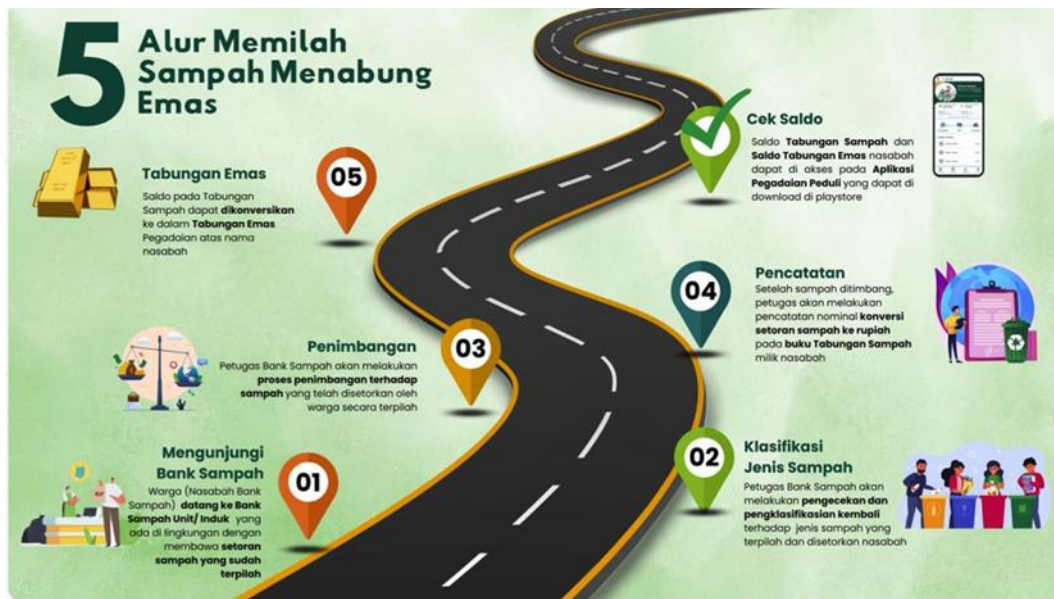 5
Alur Memilah
Sampah Menabung
Emas
Mengunjungi
Bank Sampah
Warga (Nasabah Bank
Sampah) datang ke Bank
Sampah Unit/ Induk yang
ada di lingkungan dengan
membawa setoran
sampah yang sudah
terpilah
01
02
Klasifikasi
Jenis Sampah
Petugas Bank Sampah akan
melakukan pengecekan dan
pengklasifikasian kembali
terhadap jenis sampah yang
terpilah dan disetorkan nasabah
Penimbangan
Petugas Bank Sampah akan melakukan
proses penimbangan terhadap
sampah yang telah disetorkan oleh
warga secara terpilah
03
04
Pencatatan
Setelah sampah ditimbang,
petugas akan melakukan
pencatatan nominal konversi
setoran sampah ke rupiah
pada buku Tabungan Sampah
milik nasabah
Tabungan Emas
Saldo pada Tabungan
Sampah dapat dikonversikan
ke dalam Tabungan Emas
Pegadaian atas nama
nasabah
05
Cek Saldo
Saldo Tabungan Sampah dan
Saldo Tabungan Emas nasabah
dapat di akses pada Aplikasi
Pegadaian Peduli yang dapat di
download di playstore